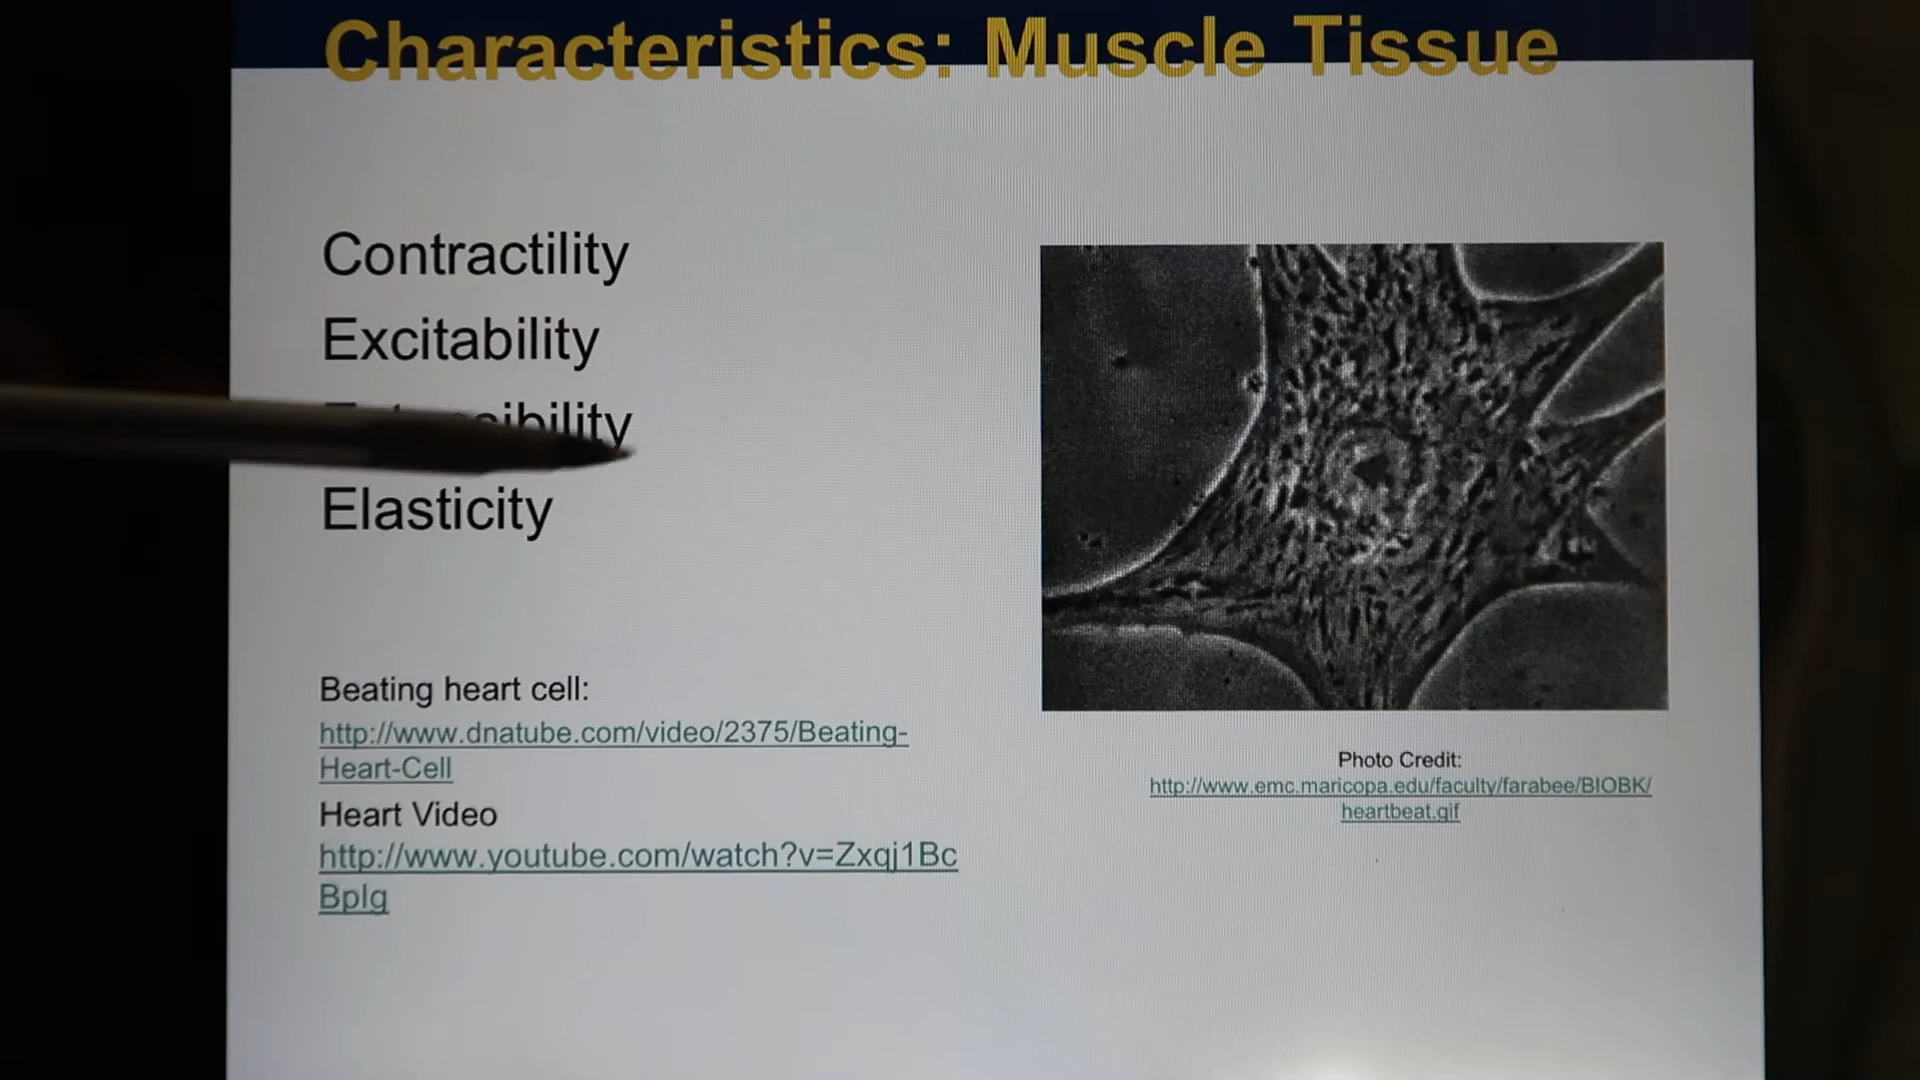 Characteristics: Muscle Tissue
Contractility
Excitability
Elasticity
Beating heart cell:
http://www.dnatube.com/video/2375/Beating-
Heart-Cell
Heart Video
http://www.youtube.com/watch?v=Zxqj1Bc
Bplg
Photo Credit:
http://www.emc.maricopa.edu/faculty/farabee/BIOBK/
heartbeat.gif